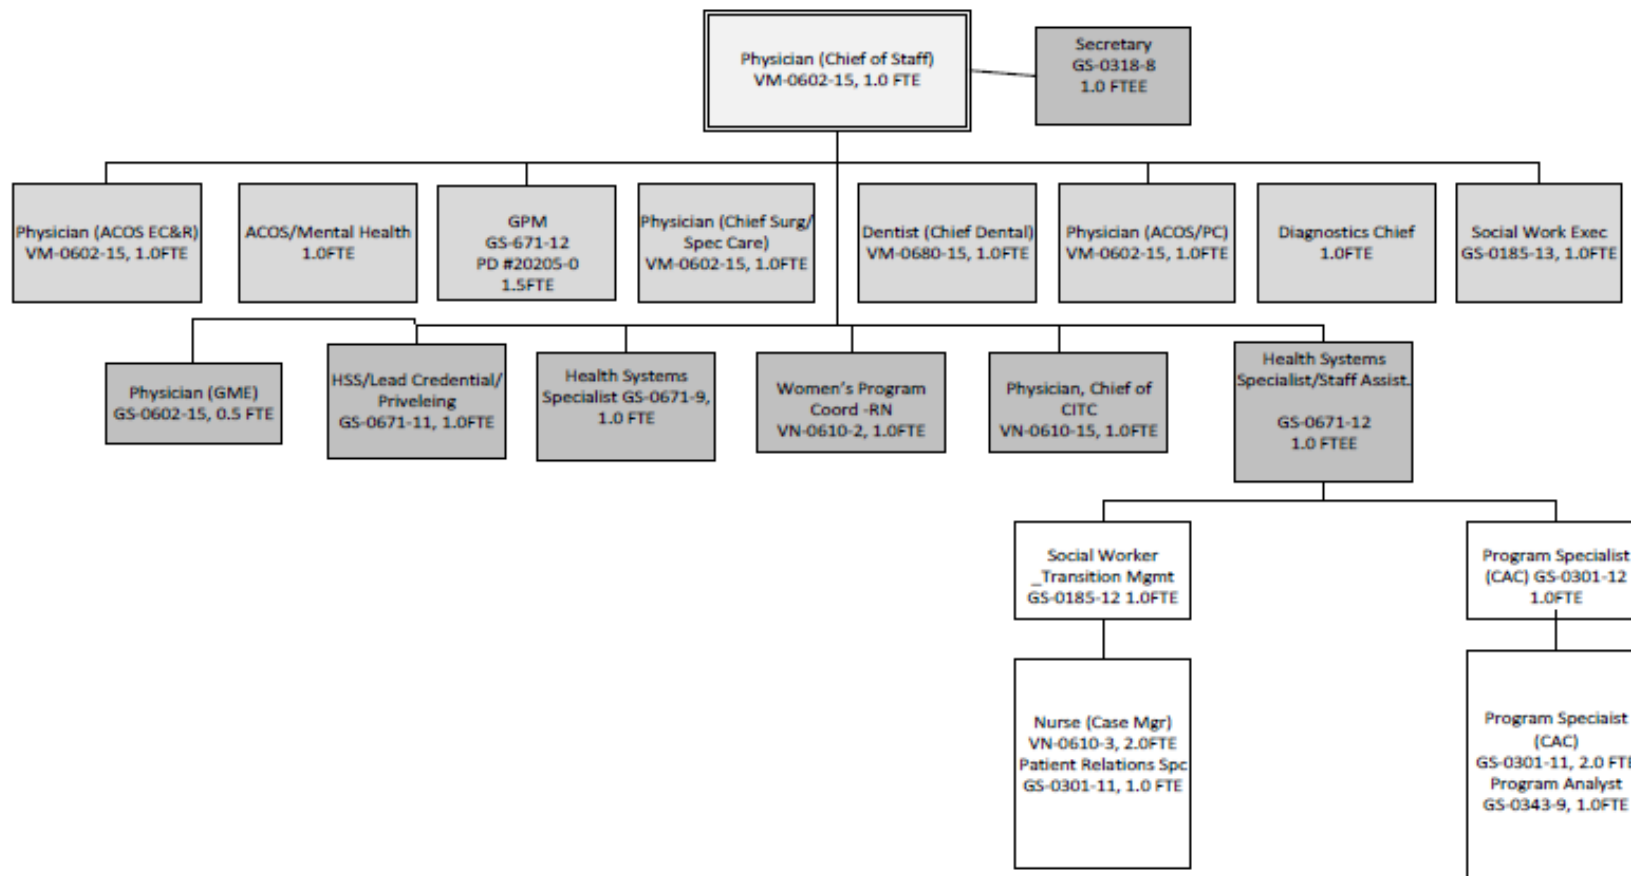 Physician (Chief of Staff)
VM-0602-15, 1.0 FTE
Secretary
GS-0318-8
1.0 FTEE
Physician (ACOS EC&R)
VM-0602-15, 1.0FTE
ACOS/Mental Health
1.0FTE
GPM
GS-671-12
PD #20205-0
1.5FTE
Physician (Chief Surg/
Spec Care)
VM-0602-15, 1.0FTE
Dentist (Chief Dental)
VM-0680-15, 1.0FTE
Physician (ACOS/PC)
VM-0602-15, 1.0FTE
Diagnostics Chief
1.0FTE
Social Work Exec
GS-0185-13, 1.0FTE
Physician (GME)
GS-0602-15, 0.5 FTE
HSS/Lead Credential/
Priveleing
GS-0671-11, 1.0FTE
Health Systems
Specialist GS-0671-9,
1.0 FTE
Women's Program
Coord -RN
VN-0610-2, 1.0FTE
Physician, Chief of
CITC
VN-0610-15, 1.0FTE
Health Systems
Specialist/Staff Assist.
GS-0671-12
1.0 FTEE
Social Worker
_Transition Mgmt
GS-0185-12 1.0FTE
Program Specialist
(CAC) GS-0301-12
1.0FTE
Nurse (Case Mgr)
VN-0610-3, 2.0FTE
Patient Relations Spc
GS-0301-11, 1.0 FTE
Program Speciaist
(CAC)
GS-0301-11, 2.0 FTE
Program Analyst
GS-0343-9, 1.0FTE